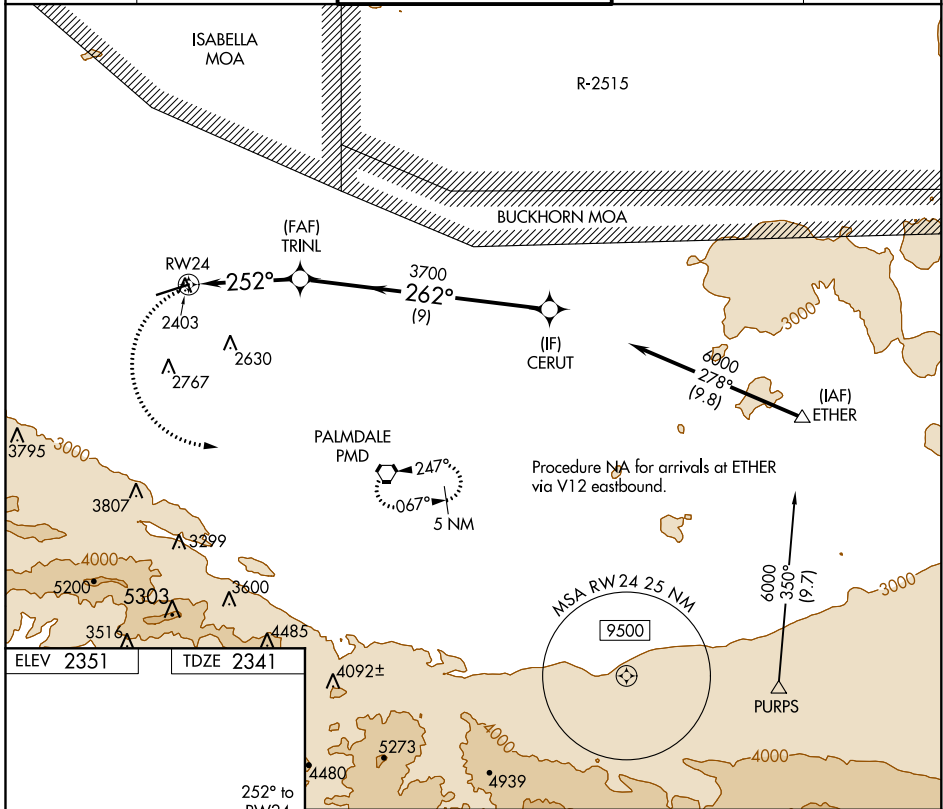 ISABELLA
MOA
R-2515
BUCKHORN MOA
(FAF)
TRINL
RW24
252°
3700
262°
(9)
2403
(IF)
CERUT
3000
2630
2767
6000
278°
(9.8)
(IAF)
ETHER
3795
3000
PALMDALE
PMD
247°
067°
5 NM
Procedure NA for arrivals at ETHER
via V12 eastbound.
3807
3299
4000
5200
5303
3600
3516
4485
MSA RW24 25 NM
9500
6000
350°
(9.7)
3000
PURPS
ELEV 2351
TDZE 2341
4092±
4000
5273
4480
4939
4000
252° to
RW24